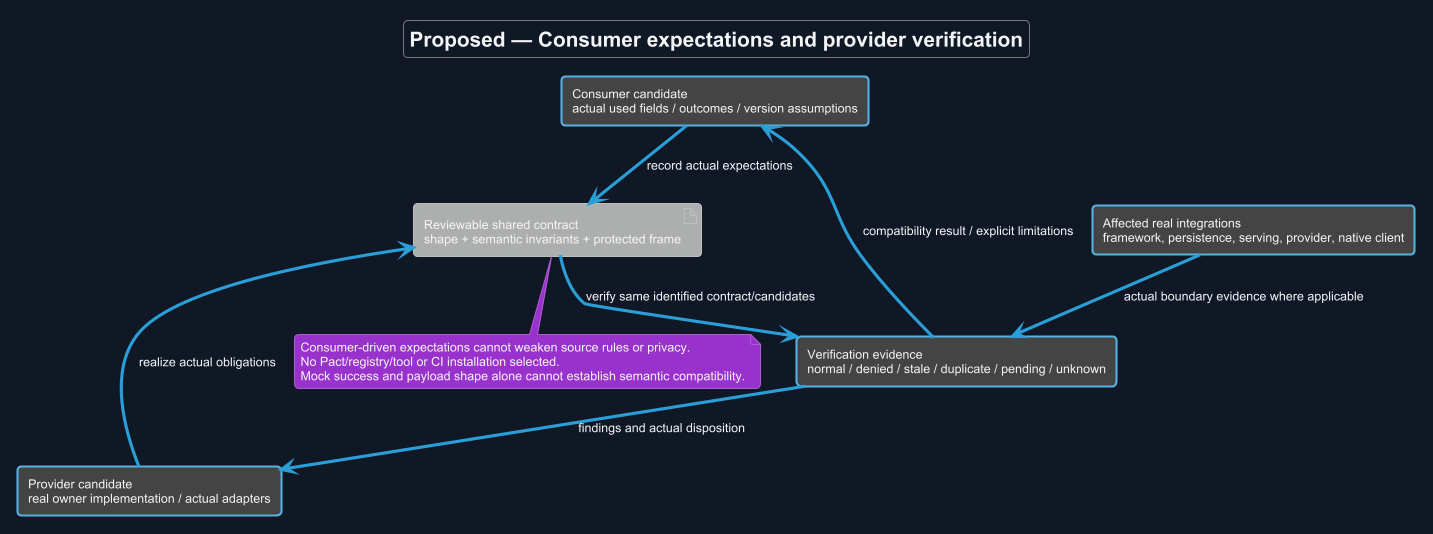 Proposed — Consumer expectations and provider verification
Consumer candidate
actual used fields / outcomes / version assumptions
record actual expectations
Reviewable shared contract
shape + semantic invariants + protected frame
compatibility result / explicit limitations
Affected real integrations
framework, persistence, serving, provider, native client
verify same identified contract/candidates
actual boundary evidence where applicable
realize actual obligations
Consumer-driven expectations cannot weaken source rules or privacy.
No Pact/registry/tool or CI installation selected.
Mock success and payload shape alone cannot establish semantic compatibility.
Verification evidence
normal / denied / stale / duplicate / pending / unknown
findings and actual disposition
Provider candidate
real owner implementation / actual adapters